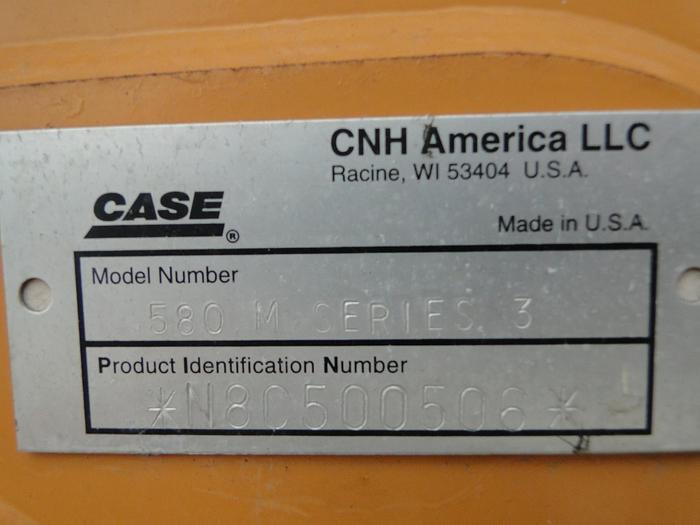 CNH America LLC
Racine, WI 53404 U.S.A.
CASE®
Made in U.S.A.
Model Number
580 M SERIES 3
Product Identification Number
*N8C500506*